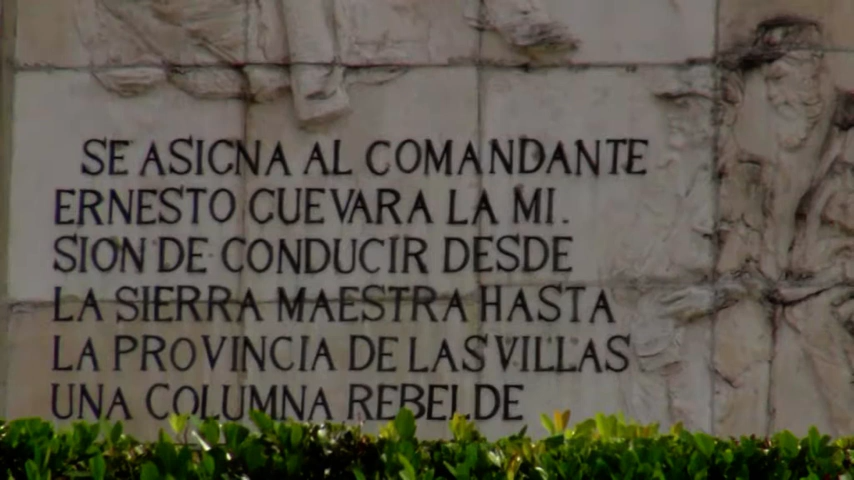 SE ASIGNA AL COMANDANTE
ERNESTO GUEVARA LA MI.
SION DE CONDUCIR DESDE
LA SIERRA MAESTRA HASTA
LA PROVINCIA DE LAS VILLAS
UNA COLUMNA REBELDE